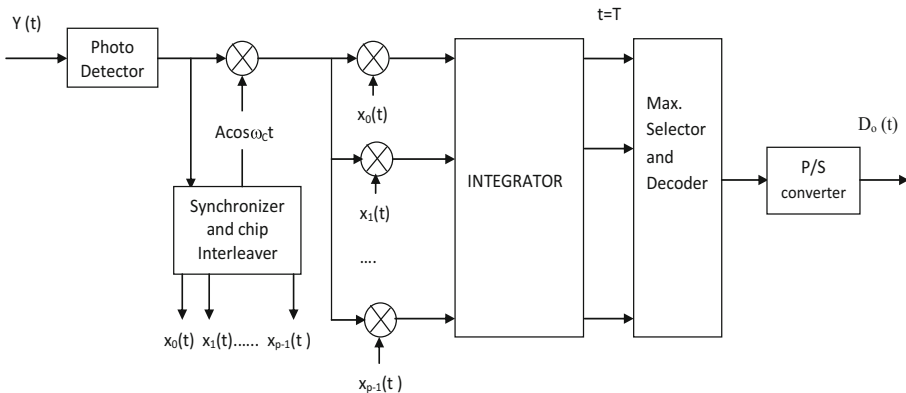 t=T
Y (t)
Photo
Detector
x₀(t)
Max.
Selector
and
Decoder
Dₒ (t)
Acosω_Ct
P/S
converter
INTEGRATOR
x₁(t)
Synchronizer
and chip
Interleaver
....
x₀(t) x₁(t)...... xₚ₋₁(t )
xₚ₋₁(t )